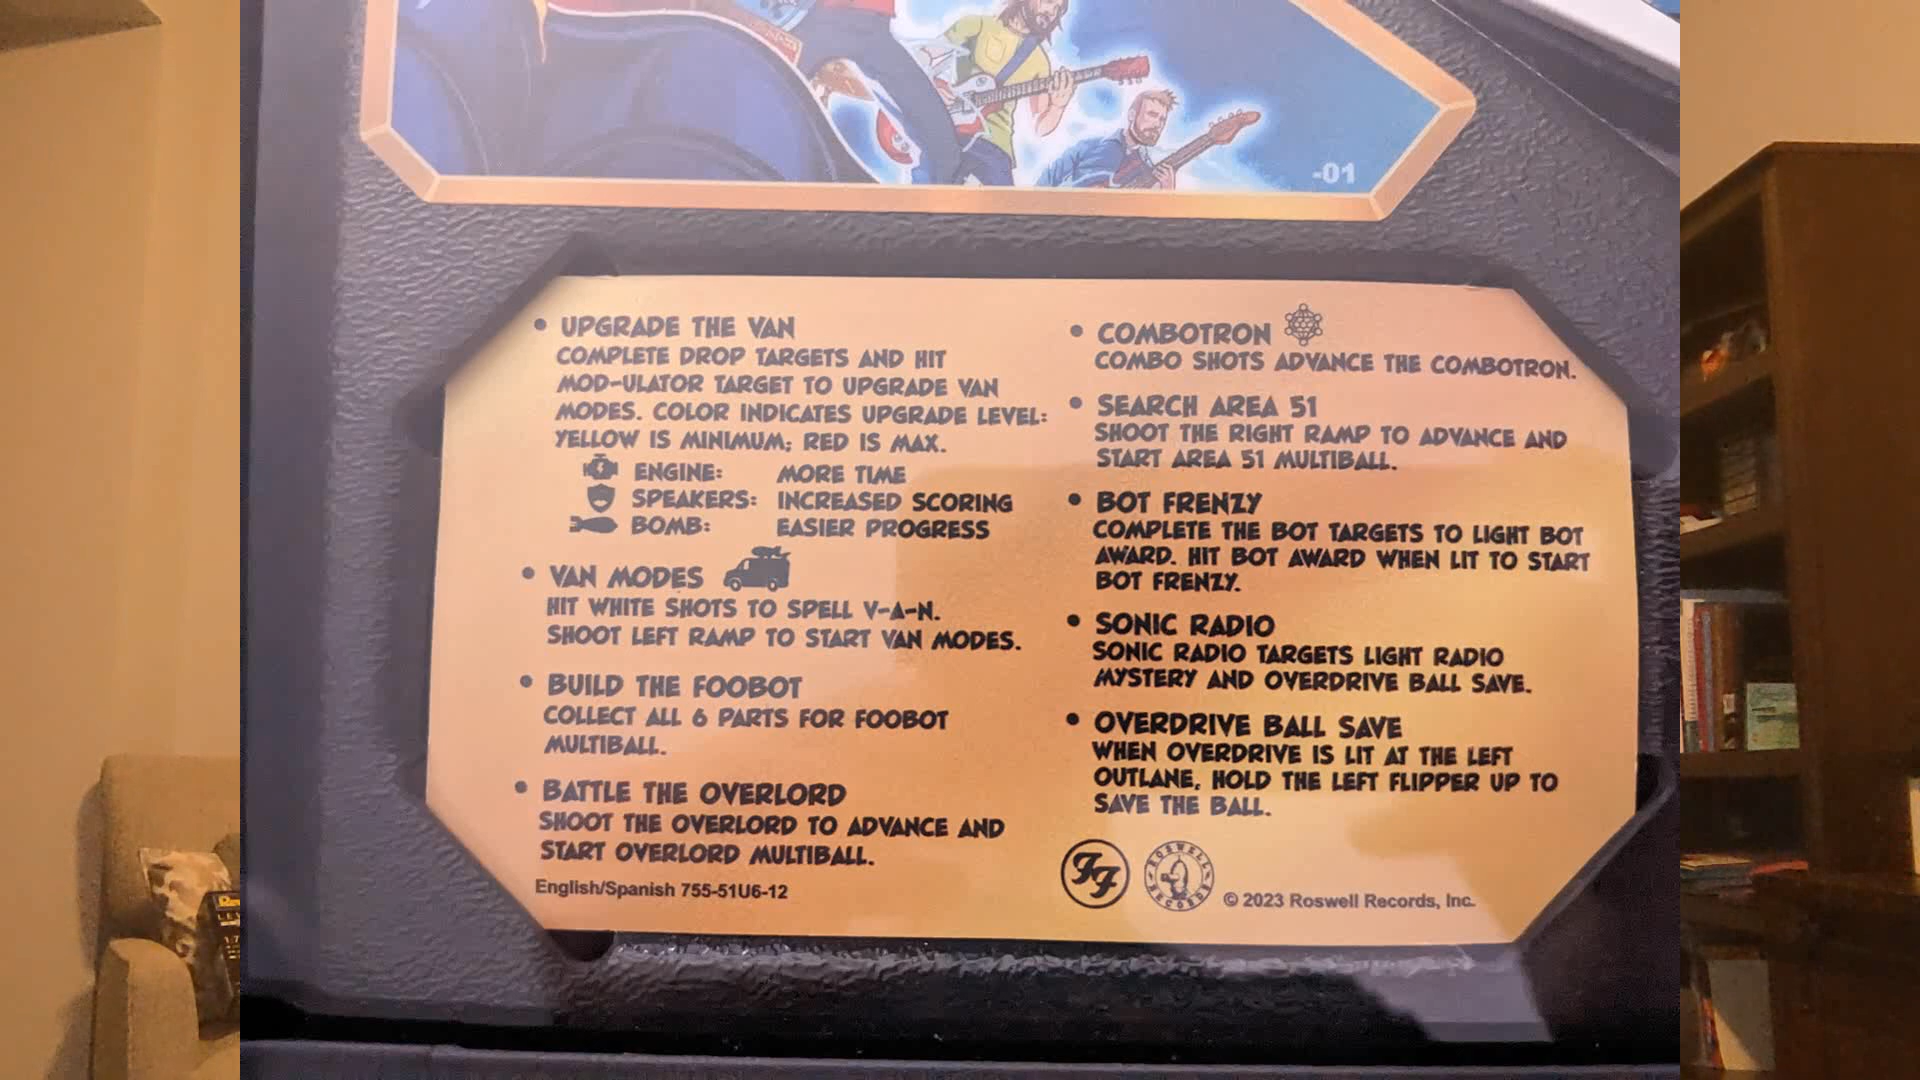 -01
• UPGRADE THE VAN
COMPLETE DROP TARGETS AND HIT
MOD-ULATOR TARGET TO UPGRADE VAN
MODES. COLOR INDICATES UPGRADE LEVEL:
YELLOW IS MINIMUM; RED IS MAX.
ENGINE: MORE TIME
SPEAKERS: INCREASED SCORING
BOMB: EASIER PROGRESS
• VAN MODES
HIT WHITE SHOTS TO SPELL V-A-N.
SHOOT LEFT RAMP TO START VAN MODES.
• BUILD THE FOOBOT
COLLECT ALL 6 PARTS FOR FOOBOT
MULTIBALL.
• BATTLE THE OVERLORD
SHOOT THE OVERLORD TO ADVANCE AND
START OVERLORD MULTIBALL.
English/Spanish 755-51U6-12
• COMBOTRON
COMBO SHOTS ADVANCE THE COMBOTRON.
• SEARCH AREA 51
SHOOT THE RIGHT RAMP TO ADVANCE AND
START AREA 51 MULTIBALL.
• BOT FRENZY
COMPLETE THE BOT TARGETS TO LIGHT BOT
AWARD. HIT BOT AWARD WHEN LIT TO START
BOT FRENZY.
• SONIC RADIO
SONIC RADIO TARGETS LIGHT RADIO
MYSTERY AND OVERDRIVE BALL SAVE.
• OVERDRIVE BALL SAVE
WHEN OVERDRIVE IS LIT AT THE LEFT
OUTLANE, HOLD THE LEFT FLIPPER UP TO
SAVE THE BALL.
FF
ROSWELL RECORDS
© 2023 Roswell Records, Inc.